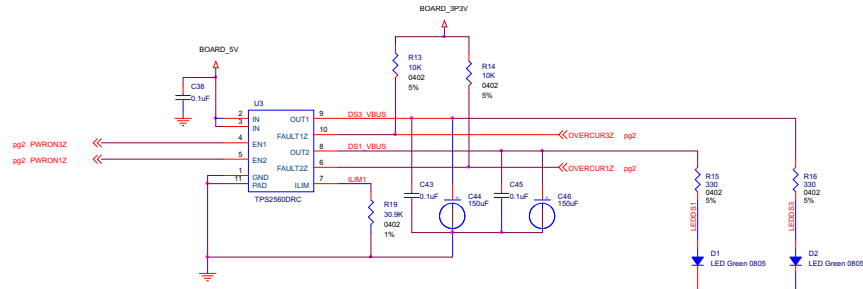 BOARD_3P3V
BOARD_5V
R13
10K
0402
5%
R14
10K
0402
5%
C38
0.1uF
U3
2
3
IN
IN
OUT1
9
DS3_VBUS
FAULT1Z
10
OVERCUR3Z pg2
pg2 PWRON3Z
4
EN1
OUT2
8
DS1_VBUS
pg2 PWRON1Z
5
EN2
FAULT2Z
6
OVERCUR1Z pg2
1
11
GND
PAD
ILIM
7
ILIM1
TPS2560DRC
R19
30.9K
0402
1%
C43
0.1uF
C44
150uF
C45
0.1uF
C46
150uF
R15
330
0402
5%
R16
330
0402
5%
LEDDS1
LEDDS3
D1
LED Green 0805
D2
LED Green 0805